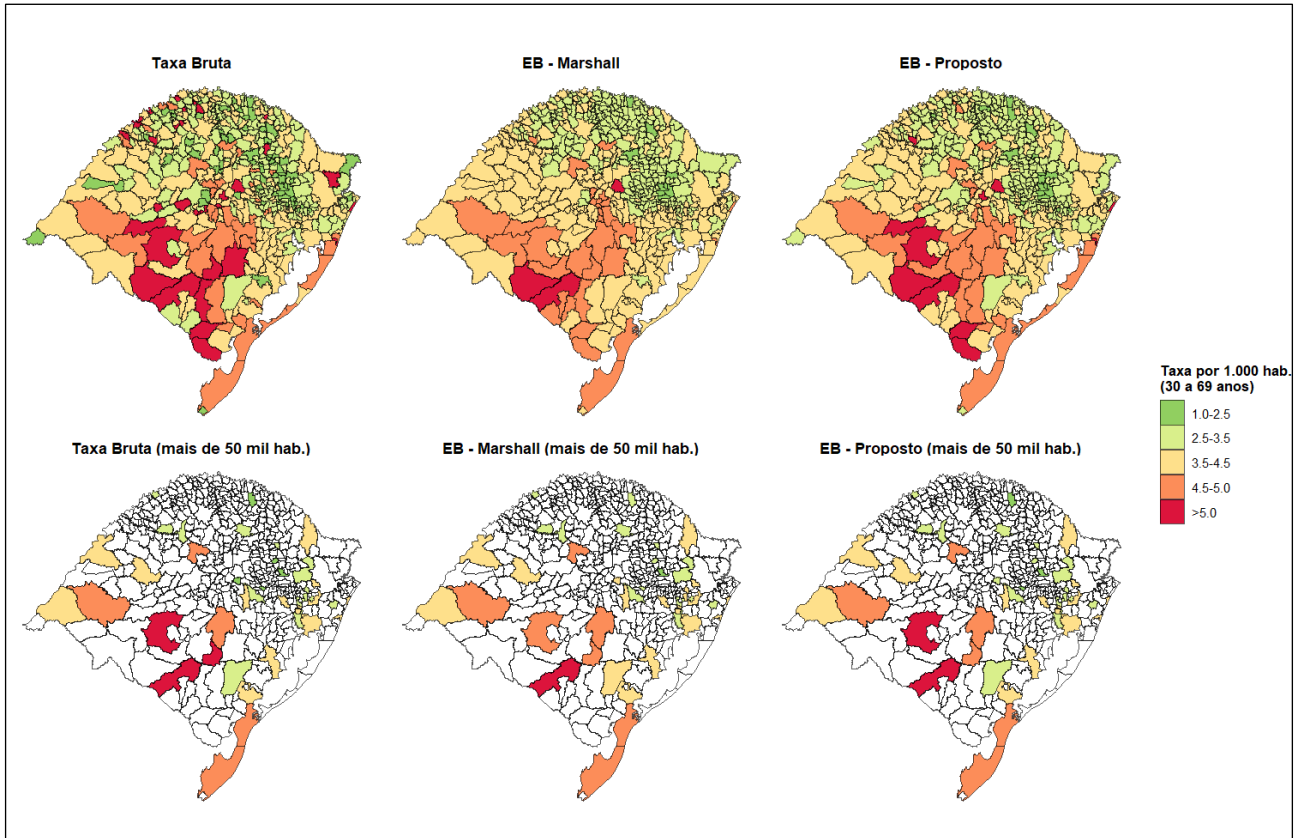 Taxa Bruta
EB - Marshall
EB - Proposto
Taxa por 1.000 hab.
(30 a 69 anos)
1.0-2.5
2.5-3.5
3.5-4.5
4.5-5.0
>5.0
Taxa Bruta (mais de 50 mil hab.)
EB - Marshall (mais de 50 mil hab.)
EB - Proposto (mais de 50 mil hab.)